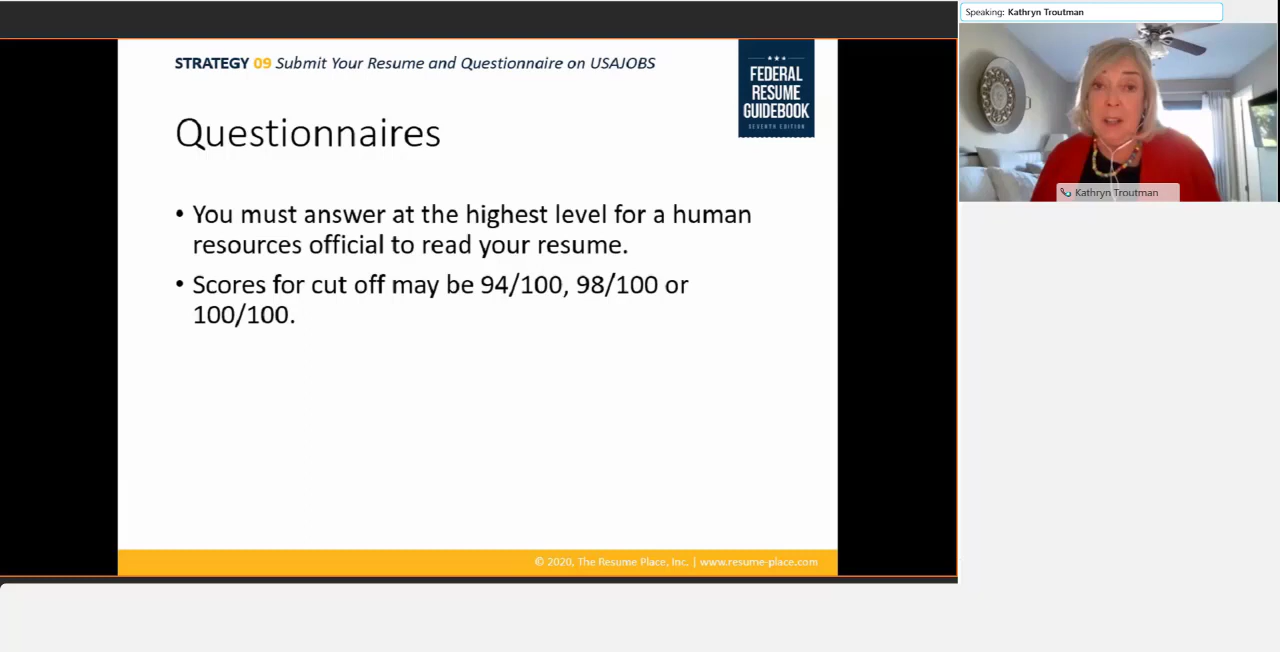 Speaking: Kathryn Troutman
STRATEGY 09 Submit Your Resume and Questionnaire on USAJOBS
FEDERAL
RESUME
GUIDEBOOK
SEVENTH EDITION
Questionnaires
• You must answer at the highest level for a human
resources official to read your resume.
• Scores for cut off may be 94/100, 98/100 or
100/100.
Kathryn Troutman
© 2020, The Resume Place, Inc. | www.resume-place.com